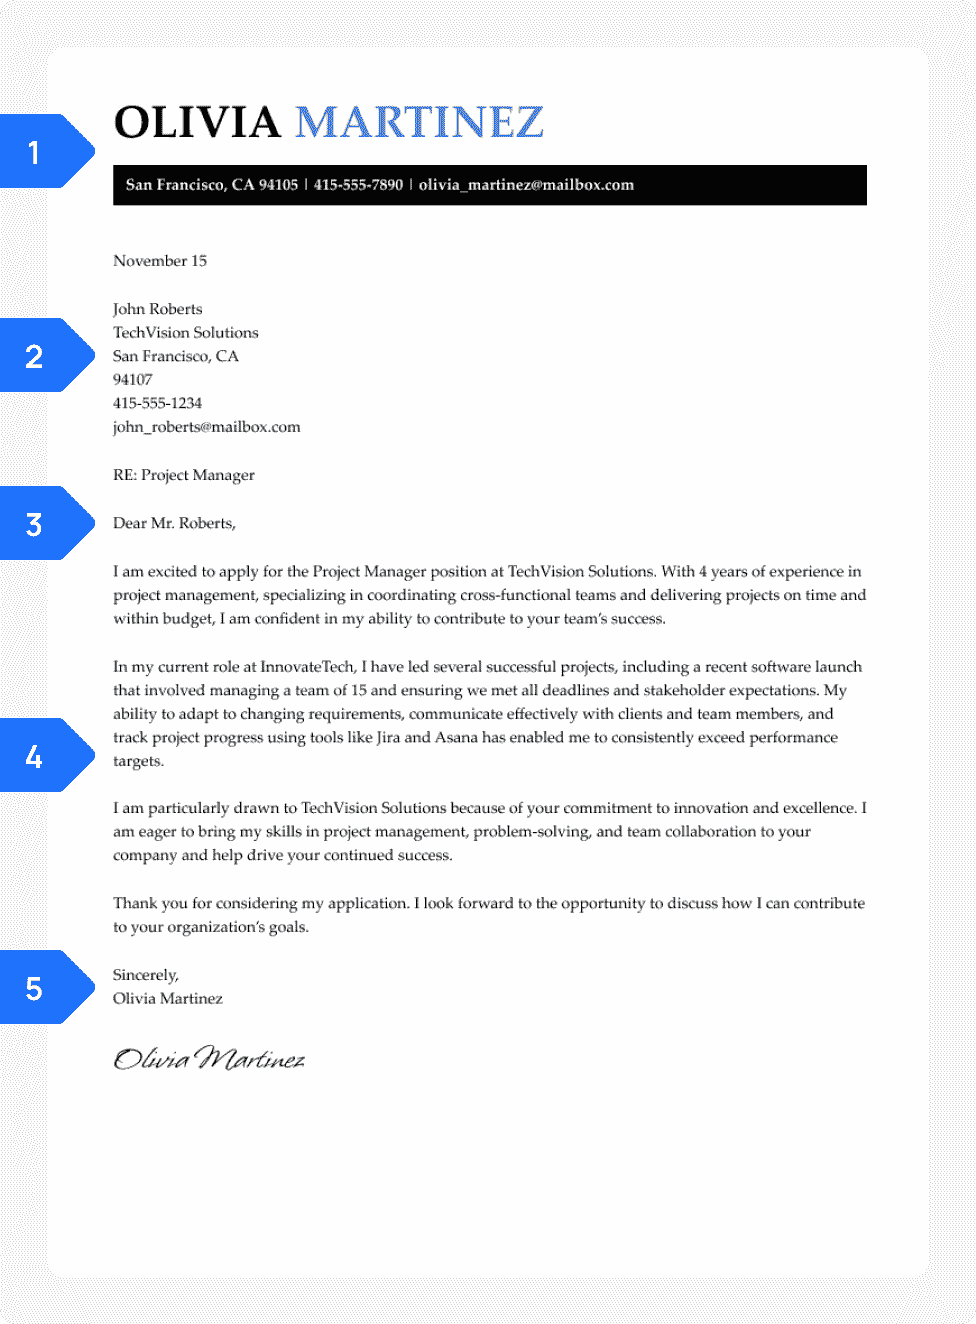 OLIVIA MARTINEZ
1
San Francisco, CA 94105 | 415-555-7890 | olivia_martinez@mailbox.com
November 15
John Roberts
TechVision Solutions
2
San Francisco, CA
94107
415-555-1234
john_roberts@mailbox.com
RE: Project Manager
3
Dear Mr. Roberts,
I am excited to apply for the Project Manager position at TechVision Solutions. With 4 years of experience in
project management, specializing in coordinating cross-functional teams and delivering projects on time and
within budget, I am confident in my ability to contribute to your team's success.
In my current role at InnovateTech, I have led several successful projects, including a recent software launch
that involved managing a team of 15 and ensuring we met all deadlines and stakeholder expectations. My
ability to adapt to changing requirements, communicate effectively with clients and team members, and
track project progress using tools like Jira and Asana has enabled me to consistently exceed performance
4
targets.
I am particularly drawn to TechVision Solutions because of your commitment to innovation and excellence. I
am eager to bring my skills in project management, problem-solving, and team collaboration to your
company and help drive your continued success.
Thank you for considering my application. I look forward to the opportunity to discuss how I can contribute
to your organization's goals.
5
Sincerely,
Olivia Martinez
Olivia Martinez